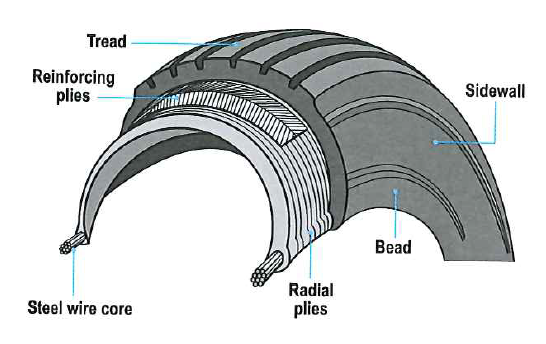 Tread
Reinforcing
plies
Sidewall
Bead
Radial
plies
Steel wire core